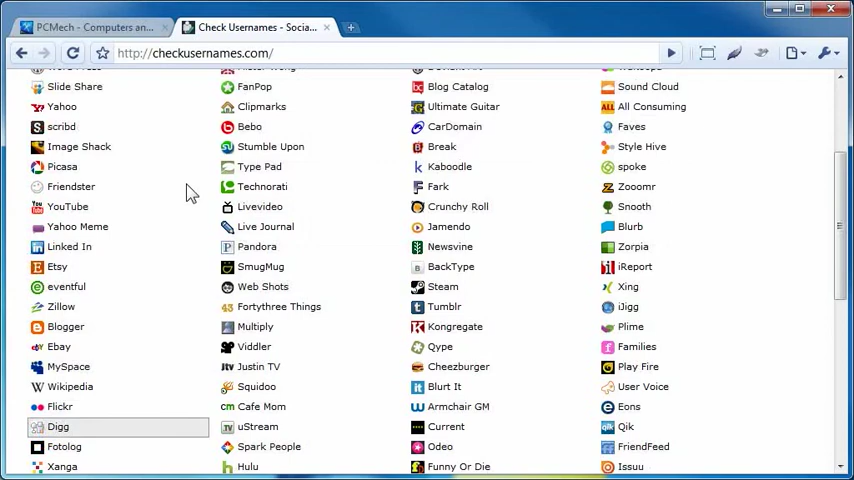 PCMech - Computers an...
Check Usernames - Socia...
http://checkusernames.com/
Slide Share FanPop Blog Catalog Sound Cloud
Yahoo Clipmarks Ultimate Guitar All Consuming
scribd Bebo CarDomain Faves
Image Shack Stumble Upon Break Style Hive
Picasa Type Pad Kaboodle spoke
Friendster Technorati Fark Zooomr
YouTube Livevideo Crunchy Roll Snooth
Yahoo Meme Live Journal Jamendo Blurb
Linked In Pandora Newsvine Zorpia
Etsy SmugMug BackType iReport
eventful Web Shots Steam Xing
Zillow Fortythree Things Tumblr iJigg
Blogger Multiply Kongregate Plime
Ebay Viddler Qype Families
MySpace Justin TV Cheezburger Play Fire
Wikipedia Squidoo Blurt It User Voice
Flickr Cafe Mom Armchair GM Eons
Digg uStream Current Qik
Fotolog Spark People Odeo FriendFeed
Xanga Hulu Funny Or Die Issuu